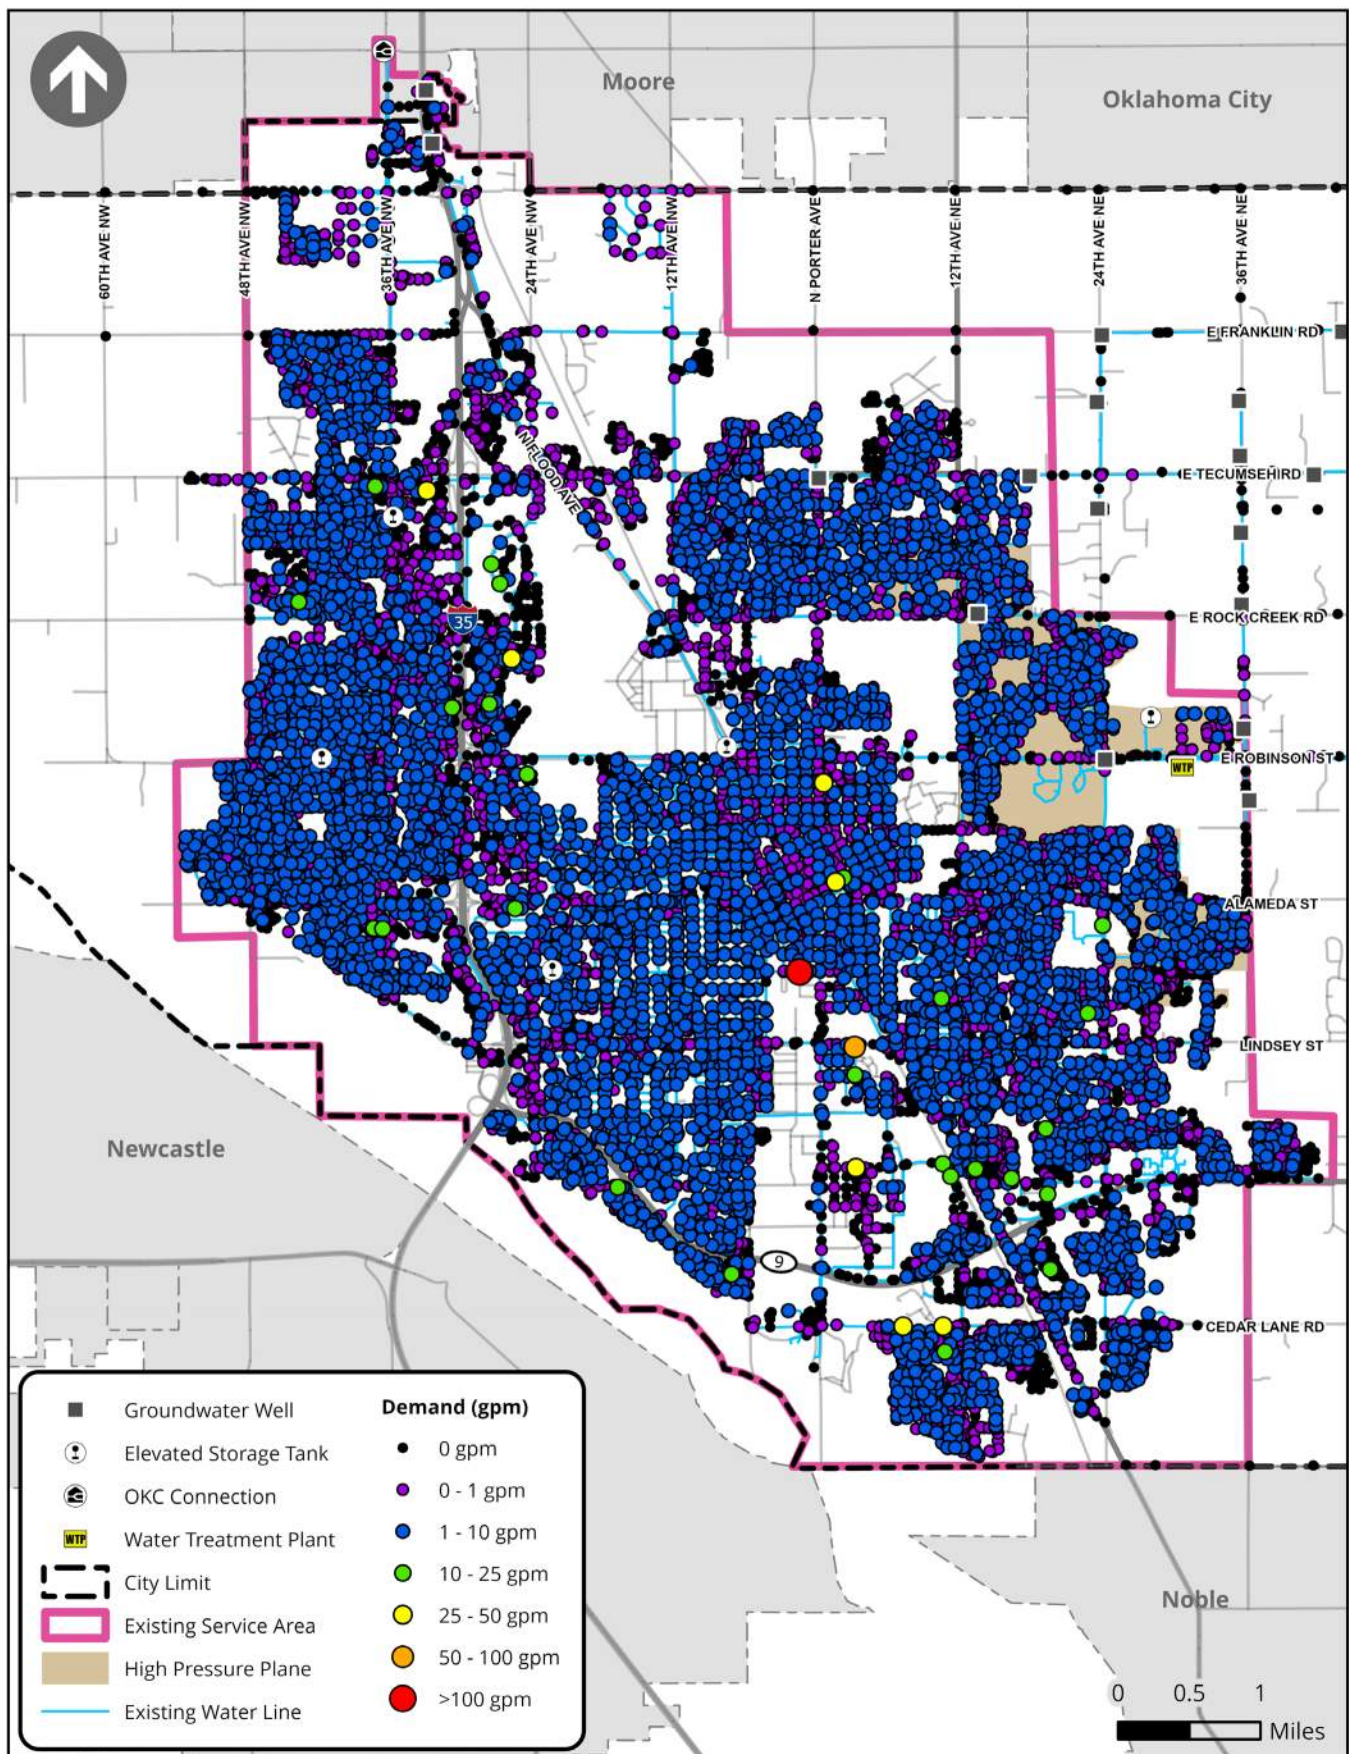 Moore
Oklahoma City
60TH AVE NW
48TH AVE NW
36TH AVE NW
24TH AVE NW
12TH AVE NW
N PORTER AVE
12TH AVE NE
24TH AVE NE
36TH AVE NE
E FRANKLIN RD
N FLOOD AVE
E TECUMSEH RD
35
E ROCK CREEK RD
E ROBINSON ST
WTP
ALAMEDA ST
LINDSEY ST
Newcastle
9
CEDAR LANE RD
Groundwater Well
Elevated Storage Tank
OKC Connection
WTP Water Treatment Plant
City Limit
Existing Service Area
High Pressure Plane
Existing Water Line
Demand (gpm)
0 gpm
0 - 1 gpm
1 - 10 gpm
10 - 25 gpm
25 - 50 gpm
50 - 100 gpm
>100 gpm
Noble
0 0.5 1
Miles